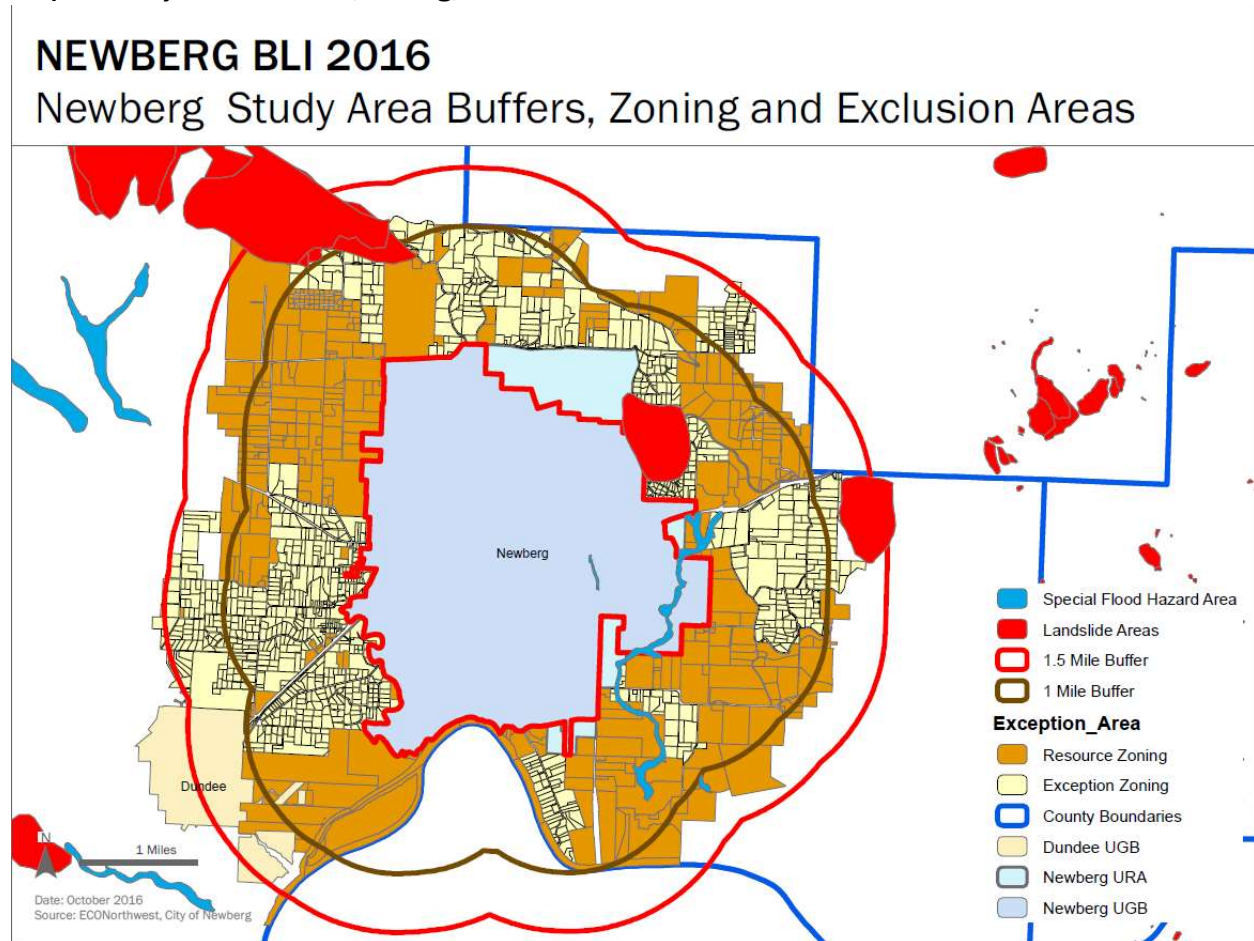 NEWBERG BLI 2016
Newberg Study Area Buffers, Zoning and Exclusion Areas
Newberg
Dundee
Special Flood Hazard Area
Landslide Areas
1.5 Mile Buffer
1 Mile Buffer
Exception_Area
Resource Zoning
Exception Zoning
County Boundaries
Dundee UGB
Newberg URA
Newberg UGB
N
1 Miles
Date: October 2016
Source: ECONorthwest, City of Newberg